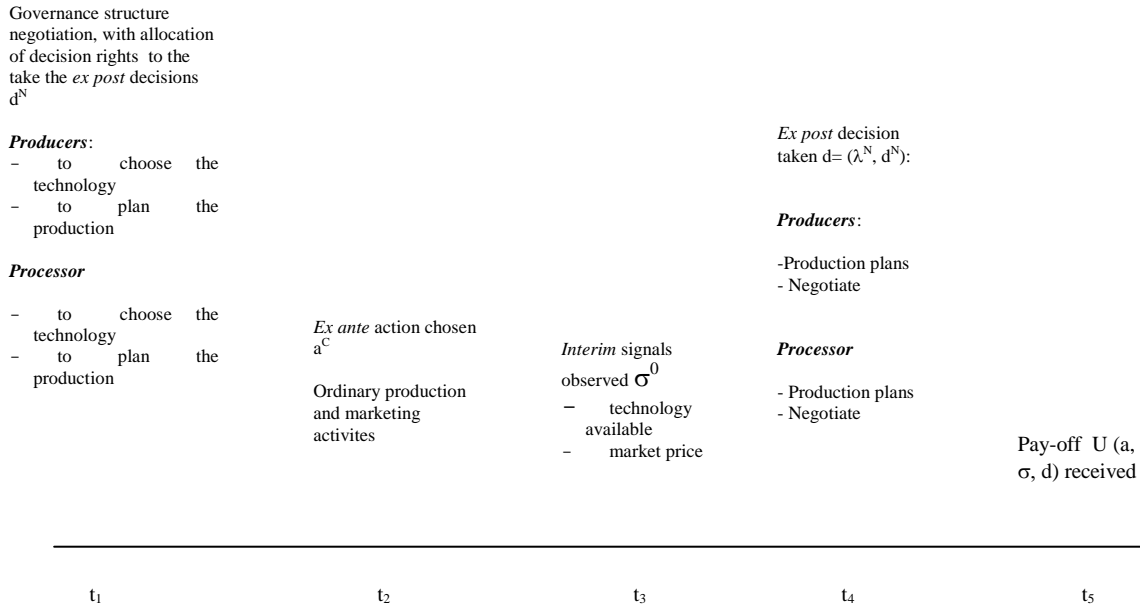 Governance structure
negotiation, with allocation
of decision rights to the
take the ex post decisions
d^N
Producers:
− to choose the
technology
− to plan the
production
Processor
− to choose the
technology
− to plan the
production
Ex ante action chosen
a^C
Ordinary production
and marketing
activites
Interim signals
observed σ^0
− technology
available
− market price
Ex post decision
taken d= (λ^N, d^N):
Producers:
-Production plans
- Negotiate
Processor
- Production plans
- Negotiate
Pay-off U (a,
σ, d) received
t₁ t₂ t₃ t₄ t₅